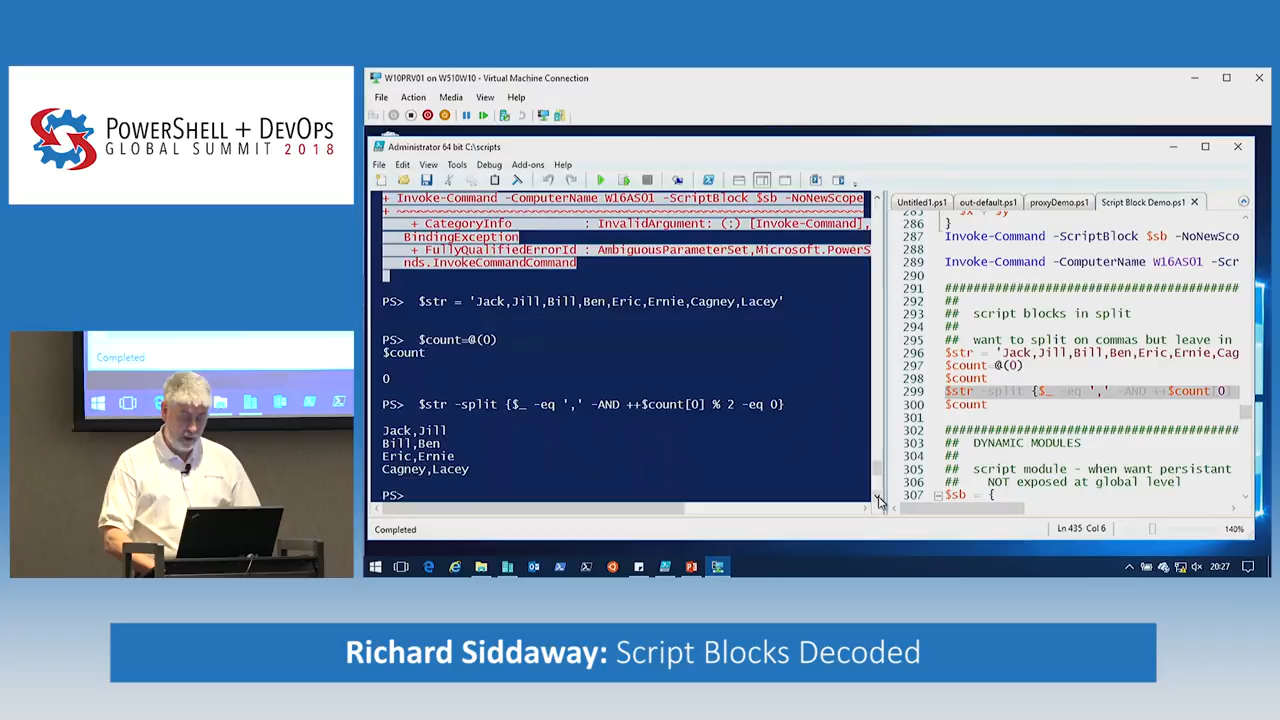 POWERSHELL + DEVOPS
GLOBAL SUMMIT 2018
Completed
W10PRV01 on W510W10 - Virtual Machine Connection
File Action Media View Help
Administrator 64 bit C:\scripts
File Edit View Tools Debug Add-ons Help
+ Invoke-Command -ComputerName W16AS01 -ScriptBlock $sb -NoNewScope
+ ~~~~~~~~~~~~~~~~~~~~~~~~~~~~~~~~~~~~~~~~~~~~~~~~~~~~~~~~~~~~~~~~~
+ CategoryInfo : InvalidArgument: (:) [Invoke-Command],
BindingException
+ FullyQualifiedErrorId : AmbiguousParameterSet,Microsoft.PowerS
nds.InvokeCommandCommand
PS> $str = 'Jack,Jill,Bill,Ben,Eric,Ernie,Cagney,Lacey'
PS> $count=@(0)
$count
0
PS> $str -split {$_ -eq ',' -AND ++$count[0] % 2 -eq 0}
Jack,Jill
Bill,Ben
Eric,Ernie
Cagney,Lacey
PS>
Untitled1.ps1 out-default.ps1 proxyDemo.ps1 Script Block Demo.ps1
285 $x + $y
286 }
287 Invoke-Command -ScriptBlock $sb -NoNewSco
288
289 Invoke-Command -ComputerName W16AS01 -Scr
290
291 #########################################
292 ##
293 ## script blocks in split
294 ##
295 ## want to split on commas but leave in
296 $str = 'Jack,Jill,Bill,Ben,Eric,Ernie,Cag
297 $count=@(0)
298 $count
299 $str -split {$_ -eq ',' -AND ++$count[0]
300 $count
301
302 #########################################
303 ## DYNAMIC MODULES
304 ##
305 ## script module - when want persistant
306 ## NOT exposed at global level
307 $sb = {
Completed
Ln 435 Col 6
140%
20:27
Richard Siddaway: Script Blocks Decoded